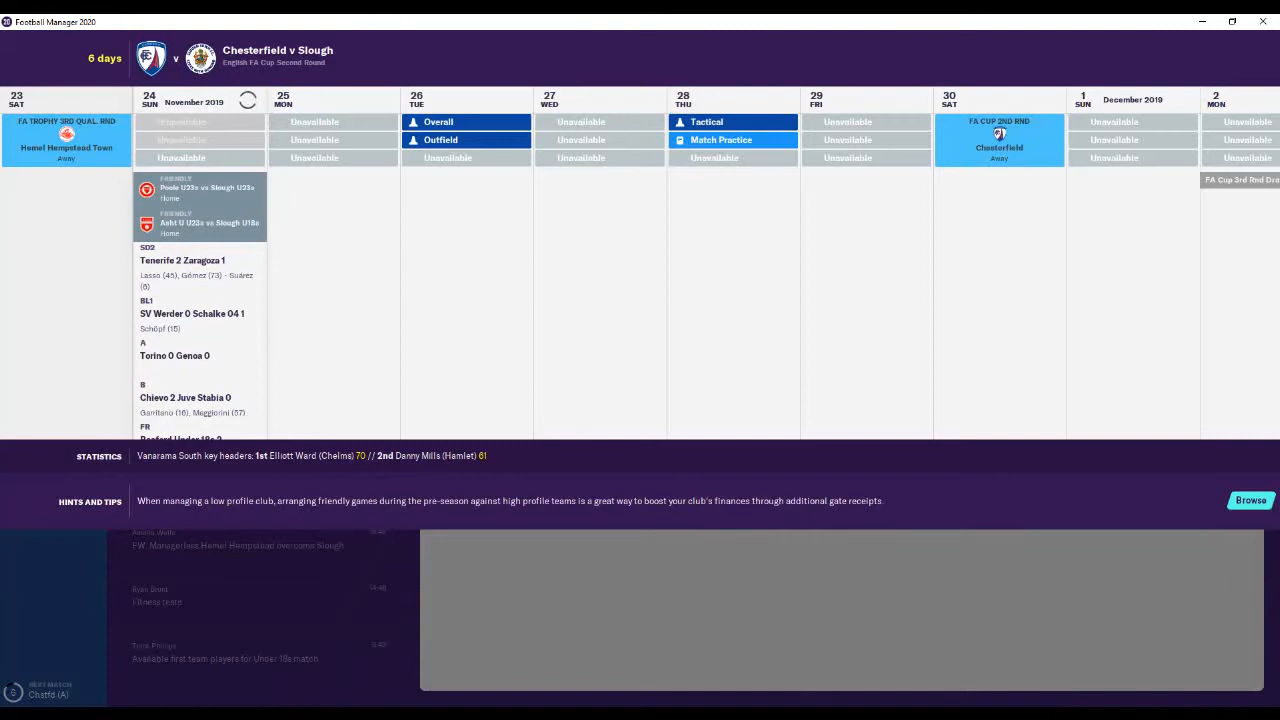 Football Manager 2020
6 days
v
Chesterfield v Slough
English FA Cup Second Round
23
SAT
24
SUN
November 2019
25
MON
26
TUE
27
WED
28
THU
29
FRI
30
SAT
1
SUN
December 2019
2
MON
FA TROPHY 3RD QUAL. RND
Hemel Hempstead Town
Away
Unavailable
Unavailable
Unavailable
Unavailable
Unavailable
Unavailable
Overall
Outfield
Unavailable
Unavailable
Unavailable
Unavailable
Tactical
Match Practice
Unavailable
Unavailable
Unavailable
Unavailable
FA CUP 2ND RND
Chesterfield
Away
Unavailable
Unavailable
Unavailable
Unavailable
Unavailable
Unavailable
FA Cup 3rd Rnd Dra
FRIENDLY
Poole U23s vs Slough U23s
Home
FRIENDLY
Asht U U23s vs Slough U18s
Home
SD2
Tenerife 2 Zaragoza 1
Lasso (45), Gómez (73) - Suárez
(6)
BL1
SV Werder 0 Schalke 04 1
Schöpf (15)
A
Torino 0 Genoa 0
B
Chievo 2 Juve Stabia 0
Garritano (16), Meggiorini (57)
FR
STATISTICS
Vanarama South key headers: 1st Elliott Ward (Chelms) 70 // 2nd Danny Mills (Hamlet) 61
HINTS AND TIPS
When managing a low profile club, arranging friendly games during the pre-season against high profile teams is a great way to boost your club's finances through additional gate receipts.
Browse
FW: Managerless Hemel Hempstead overcome Slough
Fitness tests
Available first team players for Under 18s match
6
NEXT MATCH
Chstfd (A)